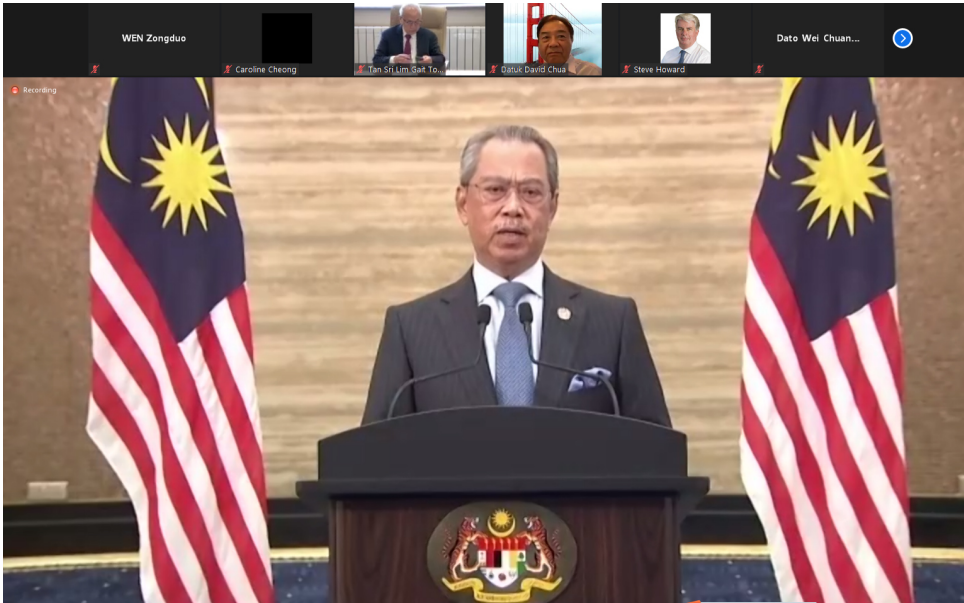 WEN Zongduo
Caroline Cheong
Tan Sri Lim Gait To...
Datuk David Chua
Steve Howard
Dato Wei Chuan...
Recording